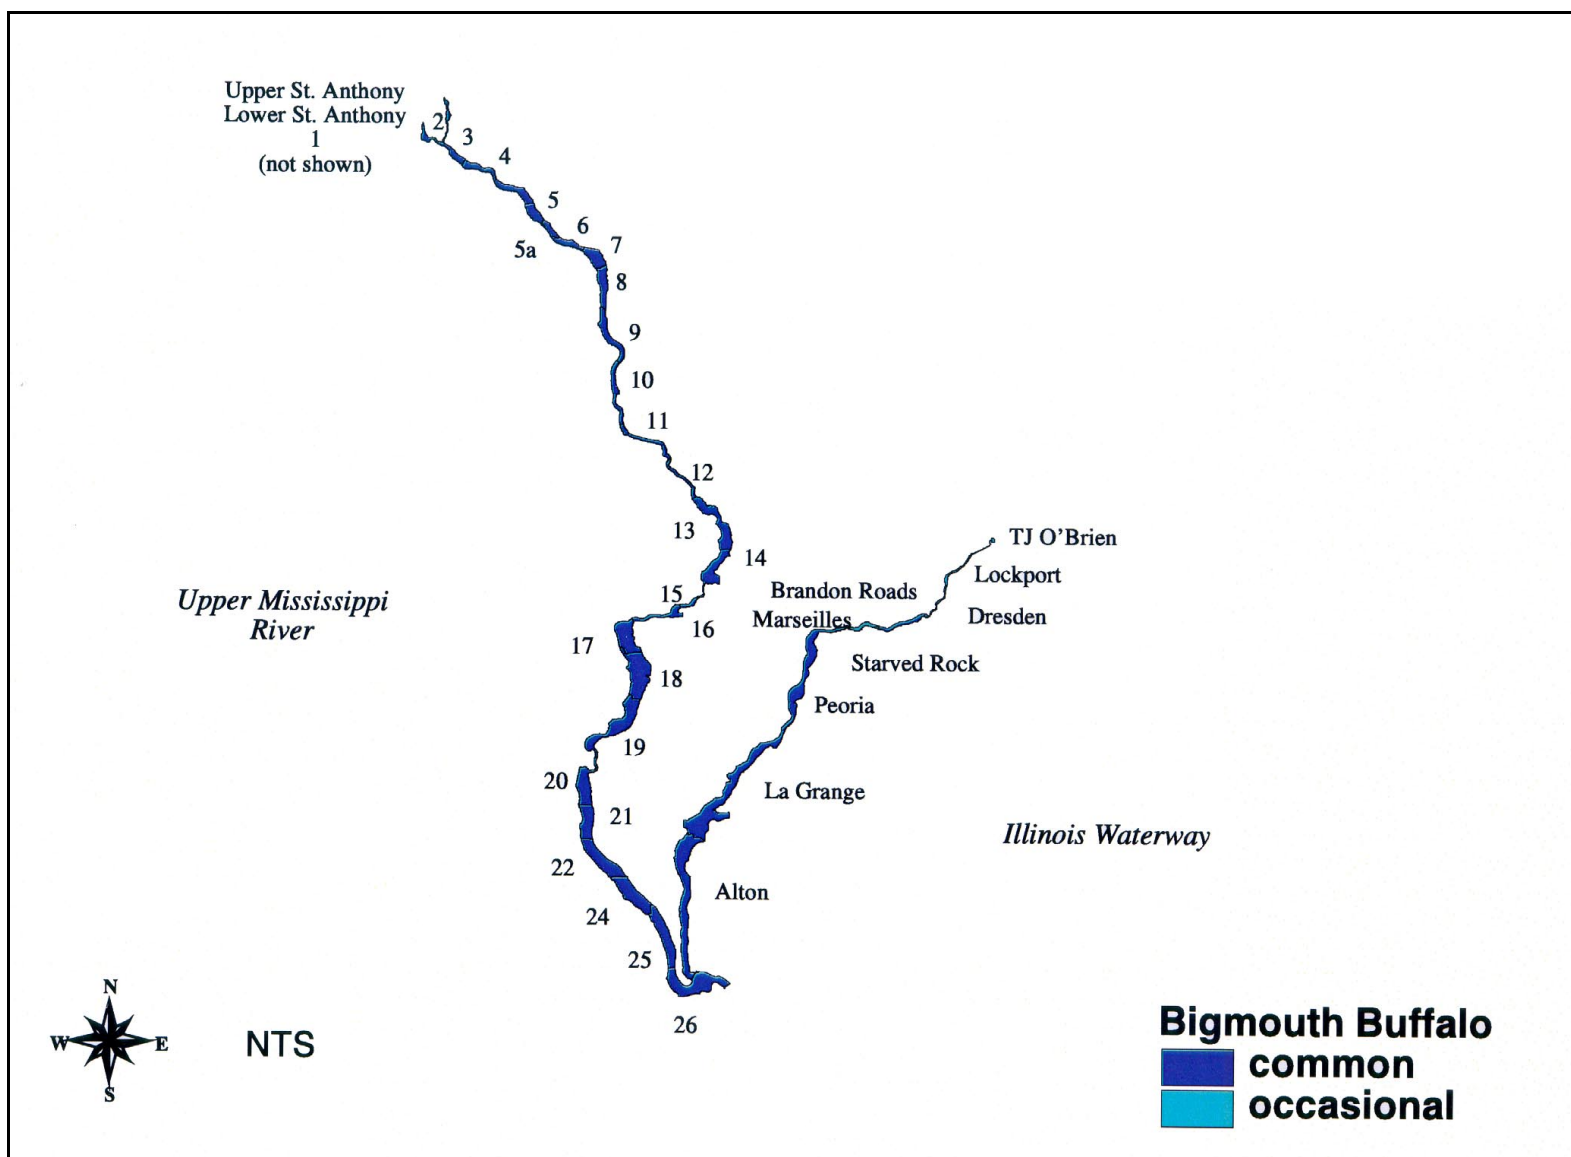 Upper St. Anthony
Lower St. Anthony
1
(not shown)
2
3
4
5
5a
6
7
8
9
10
11
12
13
14
15
16
17
18
19
20
21
22
24
25
26
Upper Mississippi
River
TJ O'Brien
Lockport
Brandon Roads
Dresden
Marseilles
Starved Rock
Peoria
La Grange
Alton
Illinois Waterway
N
W
E
S
NTS
Bigmouth Buffalo
common
occasional